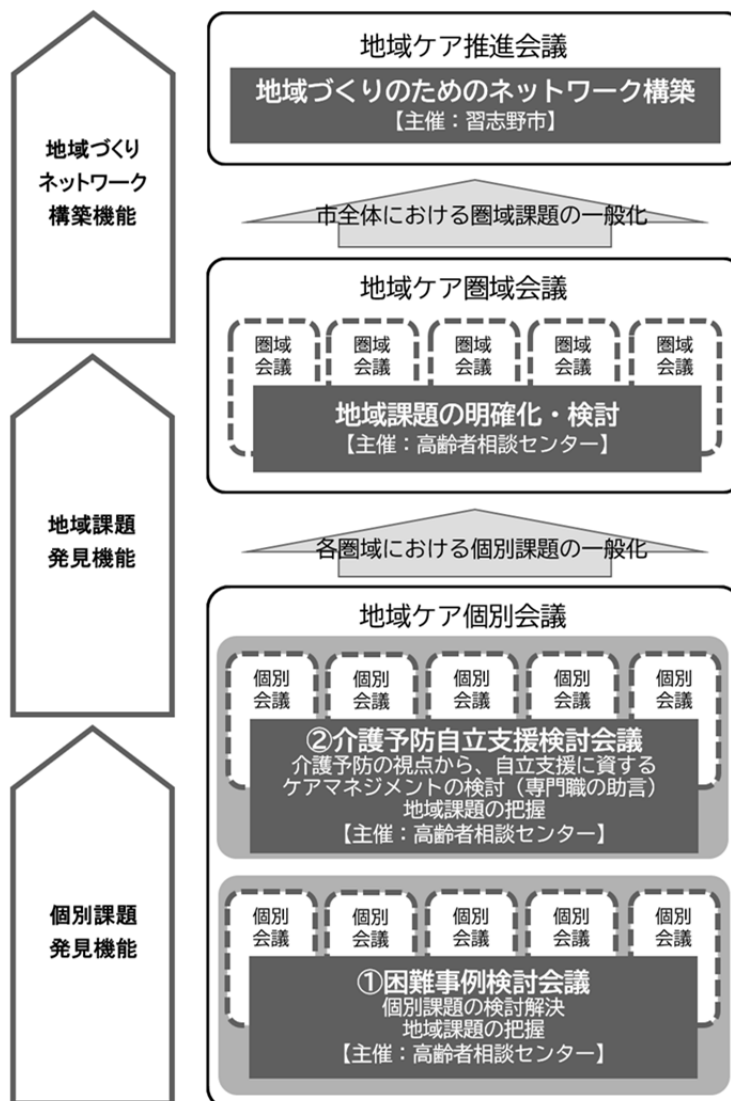 地域づくり
ネットワーク
構築機能
地域ケア推進会議
地域づくりのためのネットワーク構築
【主催：習志野市】
市全体における圏域課題の一般化
地域課題
発見機能
地域ケア圏域会議
圏域
会議
圏域
会議
圏域
会議
圏域
会議
圏域
会議
地域課題の明確化・検討
【主催：高齢者相談センター】
各圏域における個別課題の一般化
個別課題
発見機能
地域ケア個別会議
個別
会議
個別
会議
個別
会議
個別
会議
個別
会議
②介護予防自立支援検討会議
介護予防の視点から、自立支援に資する
ケアマネジメントの検討（専門職の助言）
地域課題の把握
【主催：高齢者相談センター】
個別
会議
個別
会議
個別
会議
個別
会議
個別
会議
①困難事例検討会議
個別課題の検討解決
地域課題の把握
【主催：高齢者相談センター】